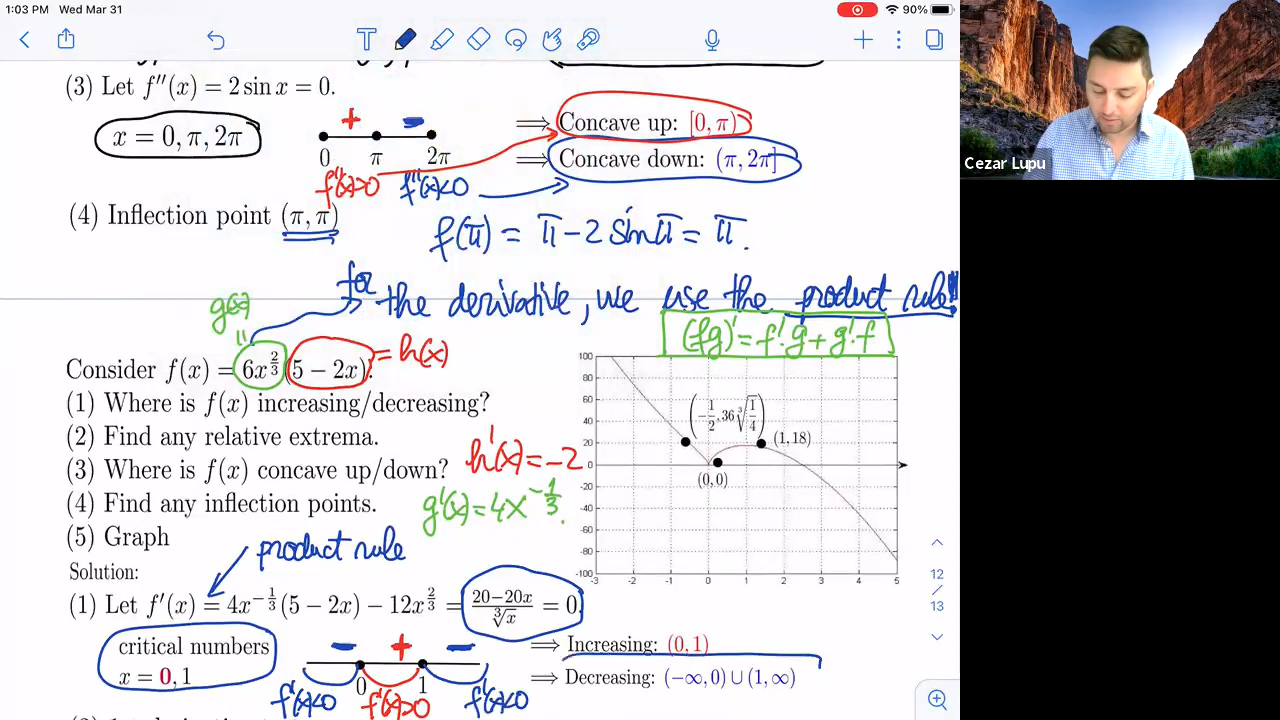 1:03 PM Wed Mar 31
90%
(3) Let f''(x) = 2 sin x = 0.
x = 0, π, 2π
+ −
0 π 2π
f''(x)>0 f''(x)<0
⟹ Concave up: [0, π)
⟹ Concave down: (π, 2π]
(4) Inflection point (π, π)
f(π) = π − 2 sin π = π.
for the derivative, we use the product rule!!
(fg)' = f'·g + g'·f
g(x)
=
Consider f(x) = 6x^{2/3}(5 − 2x).
= h(x)
(1) Where is f(x) increasing/decreasing?
(2) Find any relative extrema.
(3) Where is f(x) concave up/down?
(4) Find any inflection points.
(5) Graph
h'(x) = −2
g'(x) = 4x^{−1/3}.
100
80
60
40
20
0
-20
-40
-60
-80
-100
-3 -2 -1 0 1 2 3 4 5
(−1/2, 36∛(1/4))
(1, 18)
(0, 0)
product rule
Solution:
(1) Let f'(x) = 4x^{−1/3}(5 − 2x) − 12x^{2/3} = (20−20x)/∛x = 0
critical numbers
x = 0, 1
− + −
0 1
f'(x)<0 f'(x)>0 f'(x)<0
⟹ Increasing: (0, 1)
⟹ Decreasing: (−∞, 0) ∪ (1, ∞)
12
/
13
Cezar Lupu